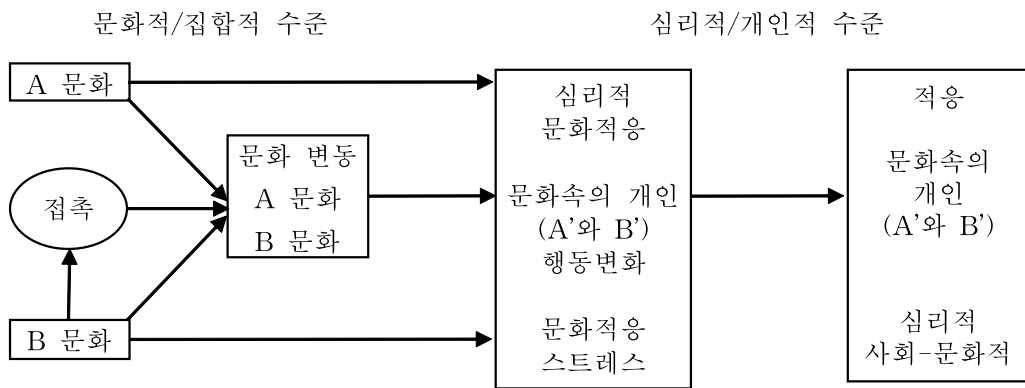 문화적/집합적 수준
심리적/개인적 수준
A 문화
접촉
B 문화
문화 변동
A 문화
B 문화
심리적
문화적응
문화속의 개인
(A'와 B')
행동변화
문화적응
스트레스
적응
문화속의
개인
(A'와 B')
심리적
사회-문화적